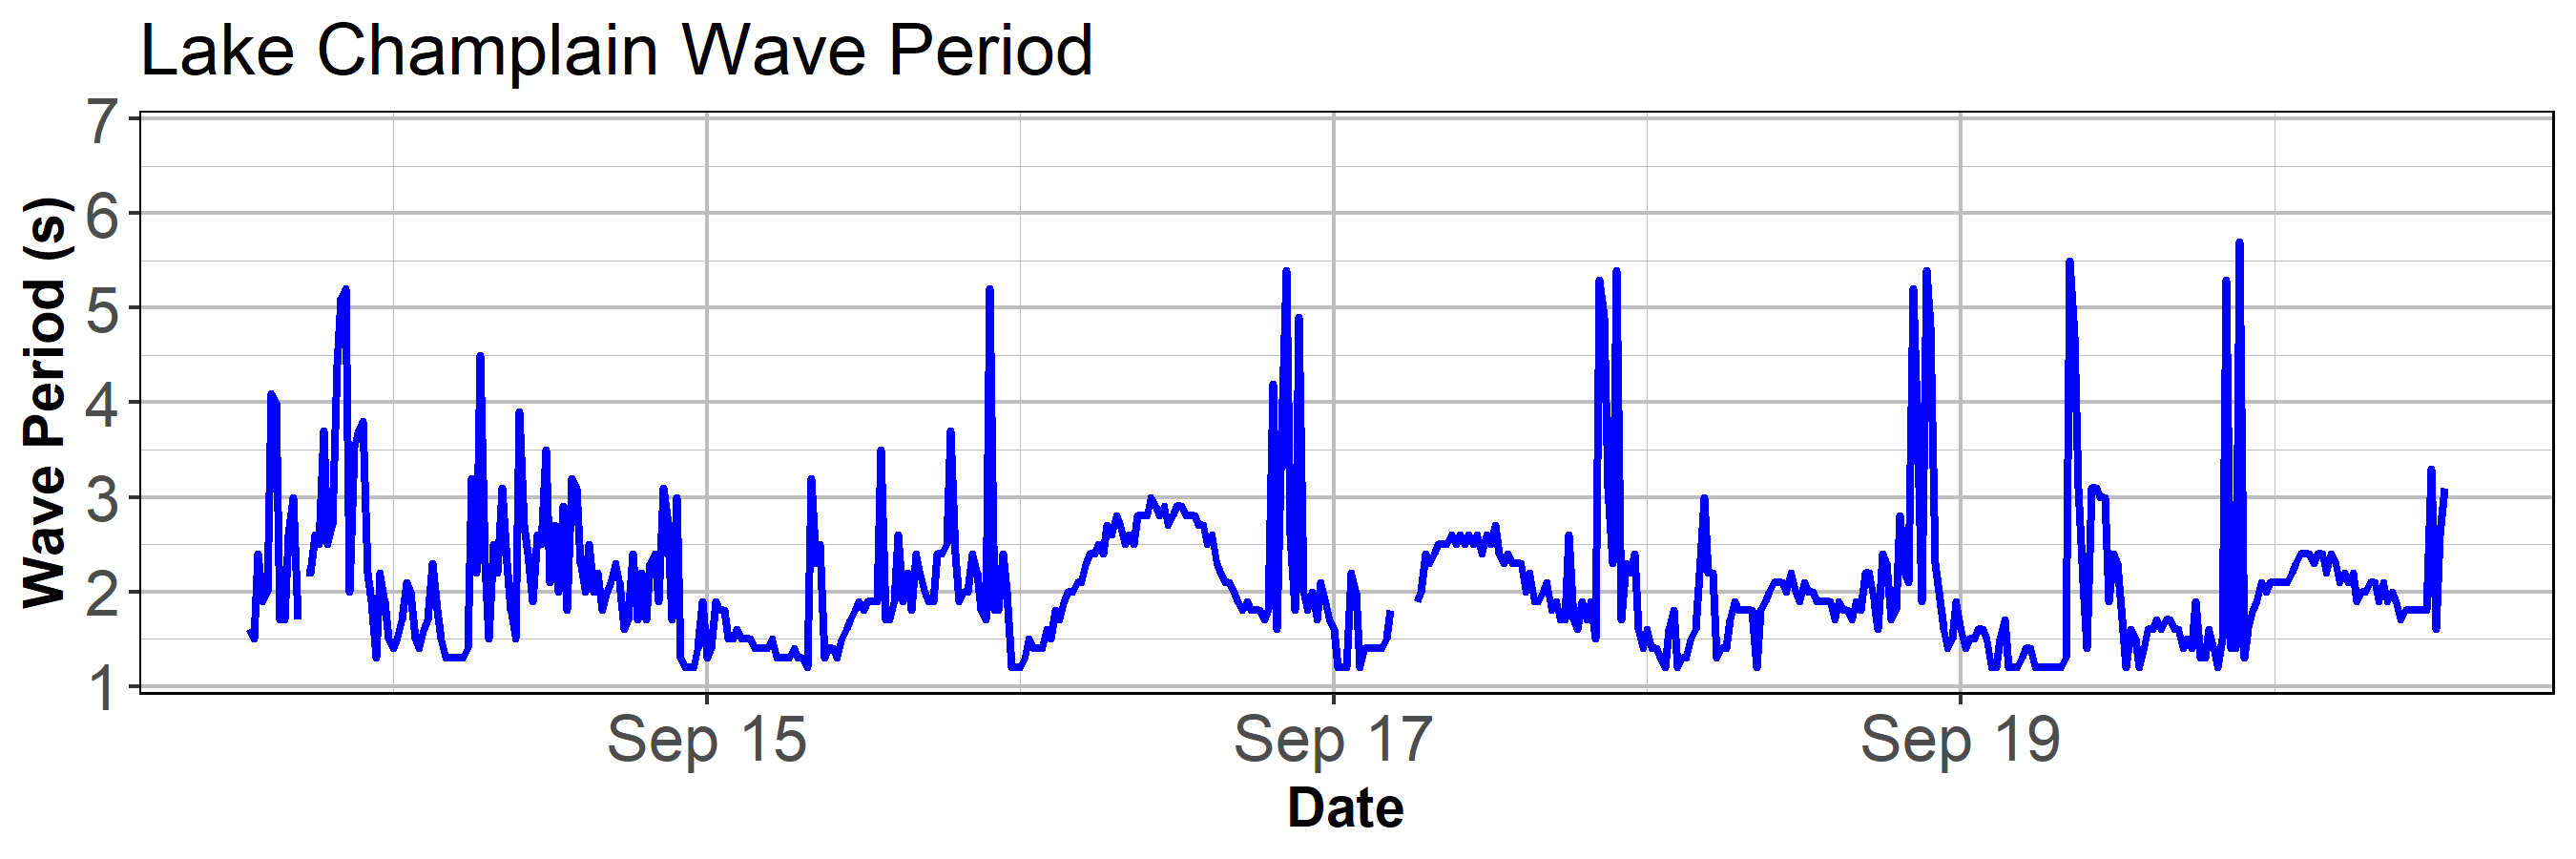 Lake Champlain Wave Period
Wave Period (s)
7
6
5
4
3
2
1
Sep 15
Sep 17
Sep 19
Date